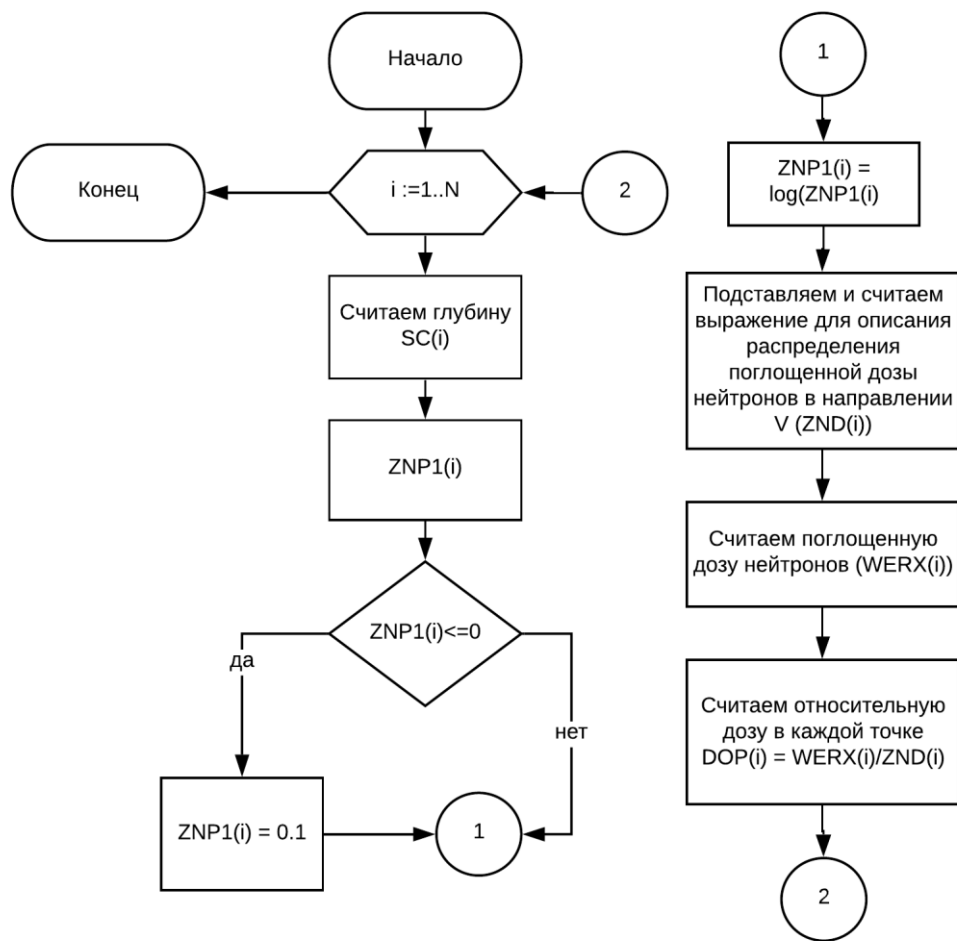 Начало
Конец
i :=1..N
2
Считаем глубину
SC(i)
ZNP1(i)
ZNP1(i)<=0
да
нет
ZNP1(i) = 0.1
1
1
ZNP1(i) =
log(ZNP1(i)
Подставляем и считаем
выражение для описания
распределения
поглощенной дозы
нейтронов в направлении
V (ZND(i))
Считаем поглощенную
дозу нейтронов (WERX(i))
Считаем относительную
дозу в каждой точке
DOP(i) = WERX(i)/ZND(i)
2